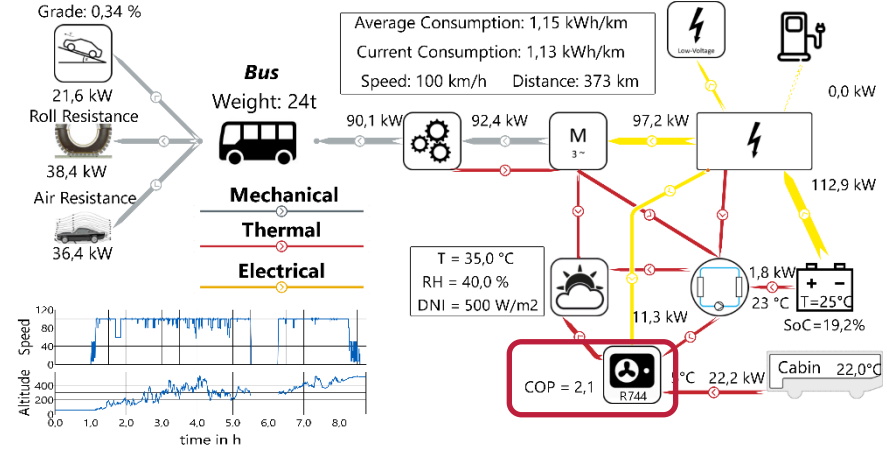 Grade: 0,34 %
21,6 kW
Roll Resistance
38,4 kW
Air Resistance
36,4 kW
Bus
Weight: 24t
Average Consumption: 1,15 kWh/km
Current Consumption: 1,13 kWh/km
Speed: 100 km/h Distance: 373 km
Low-Voltage
0,0 kW
90,1 kW
92,4 kW
97,2 kW
M
3 ~
112,9 kW
Mechanical
Thermal
Electrical
T = 35,0 °C
RH = 40,0 %
DNI = 500 W/m2
1,8 kW
23 °C
+ −
T=25°C
SoC=19,2%
11,3 kW
COP = 2,1
R744
5°C 22,2 kW
Cabin 22,0°C
Speed
120
80
40
0
Altitude
400
200
0
0,0 1,0 2,0 3,0 4,0 5,0 6,0 7,0 8,0
time in h